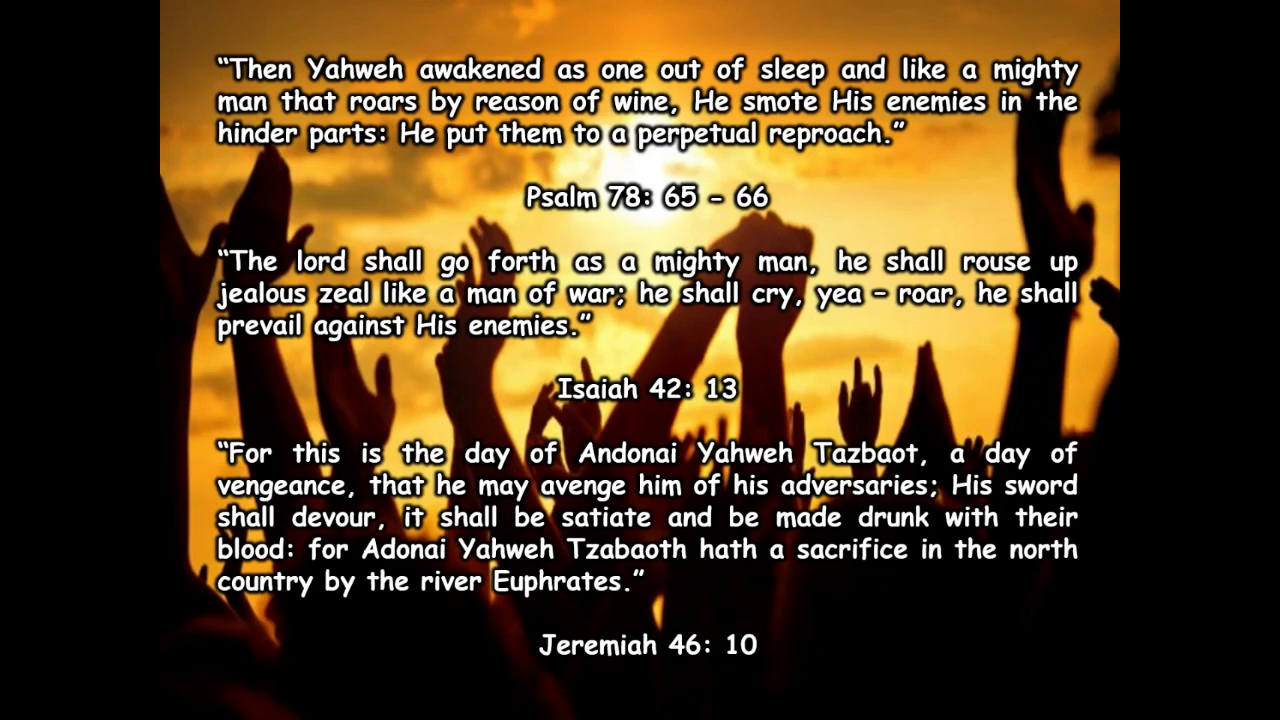 “Then Yahweh awakened as one out of sleep and like a mighty
man that roars by reason of wine, He smote His enemies in the
hinder parts: He put them to a perpetual reproach.”
Psalm 78: 65 – 66
“The lord shall go forth as a mighty man, he shall rouse up
jealous zeal like a man of war; he shall cry, yea – roar, he shall
prevail against His enemies.”
Isaiah 42: 13
“For this is the day of Andonai Yahweh Tazbaot, a day of
vengeance, that he may avenge him of his adversaries; His sword
shall devour, it shall be satiate and be made drunk with their
blood: for Adonai Yahweh Tzabaoth hath a sacrifice in the north
country by the river Euphrates.”
Jeremiah 46: 10